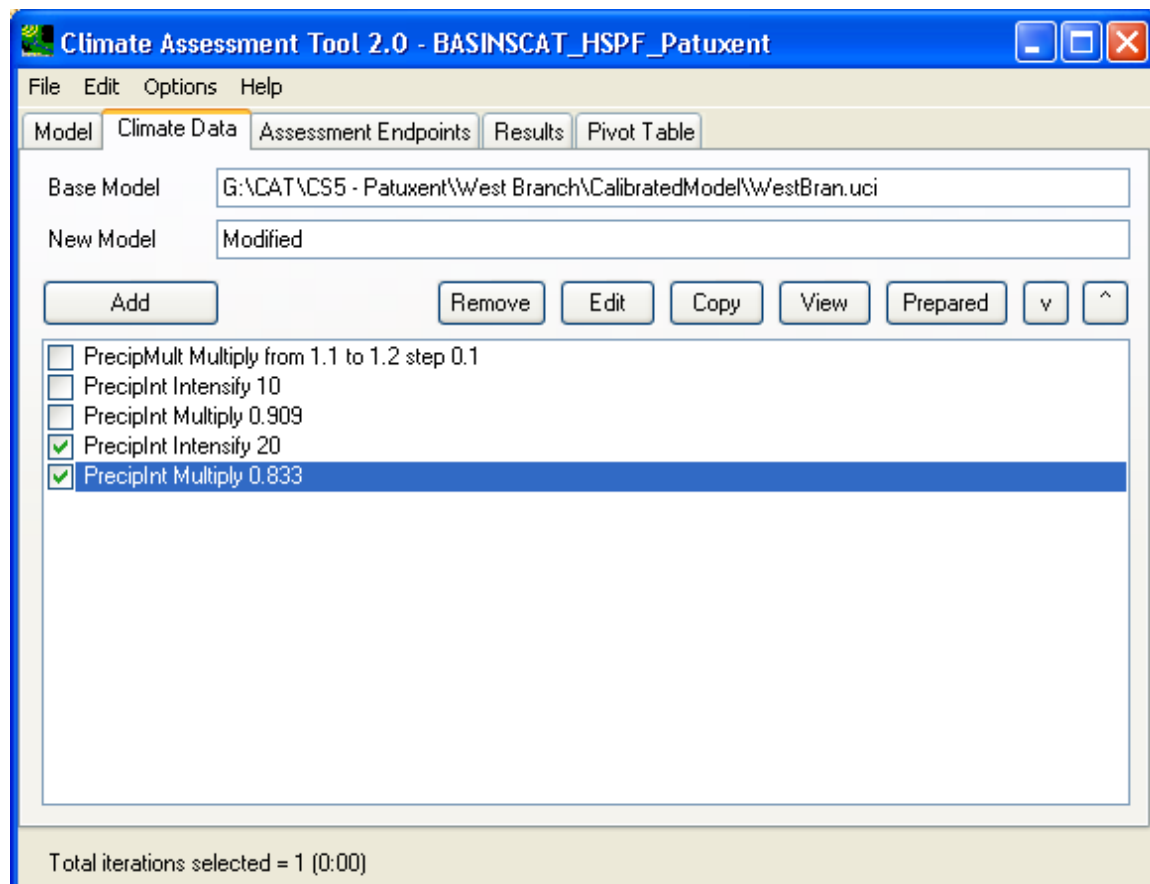 Climate Assessment Tool 2.0 - BASINSCAT_HSPF_Patuxent
File Edit Options Help
Model Climate Data Assessment Endpoints Results Pivot Table
Base Model G:\CAT\CS5 - Patuxent\West Branch\CalibratedModel\WestBran.uci
New Model Modified
Add Remove Edit Copy View Prepared v ^
PrecipMult Multiply from 1.1 to 1.2 step 0.1
PrecipInt Intensify 10
PrecipInt Multiply 0.909
PrecipInt Intensify 20
PrecipInt Multiply 0.833
Total iterations selected = 1 (0:00)